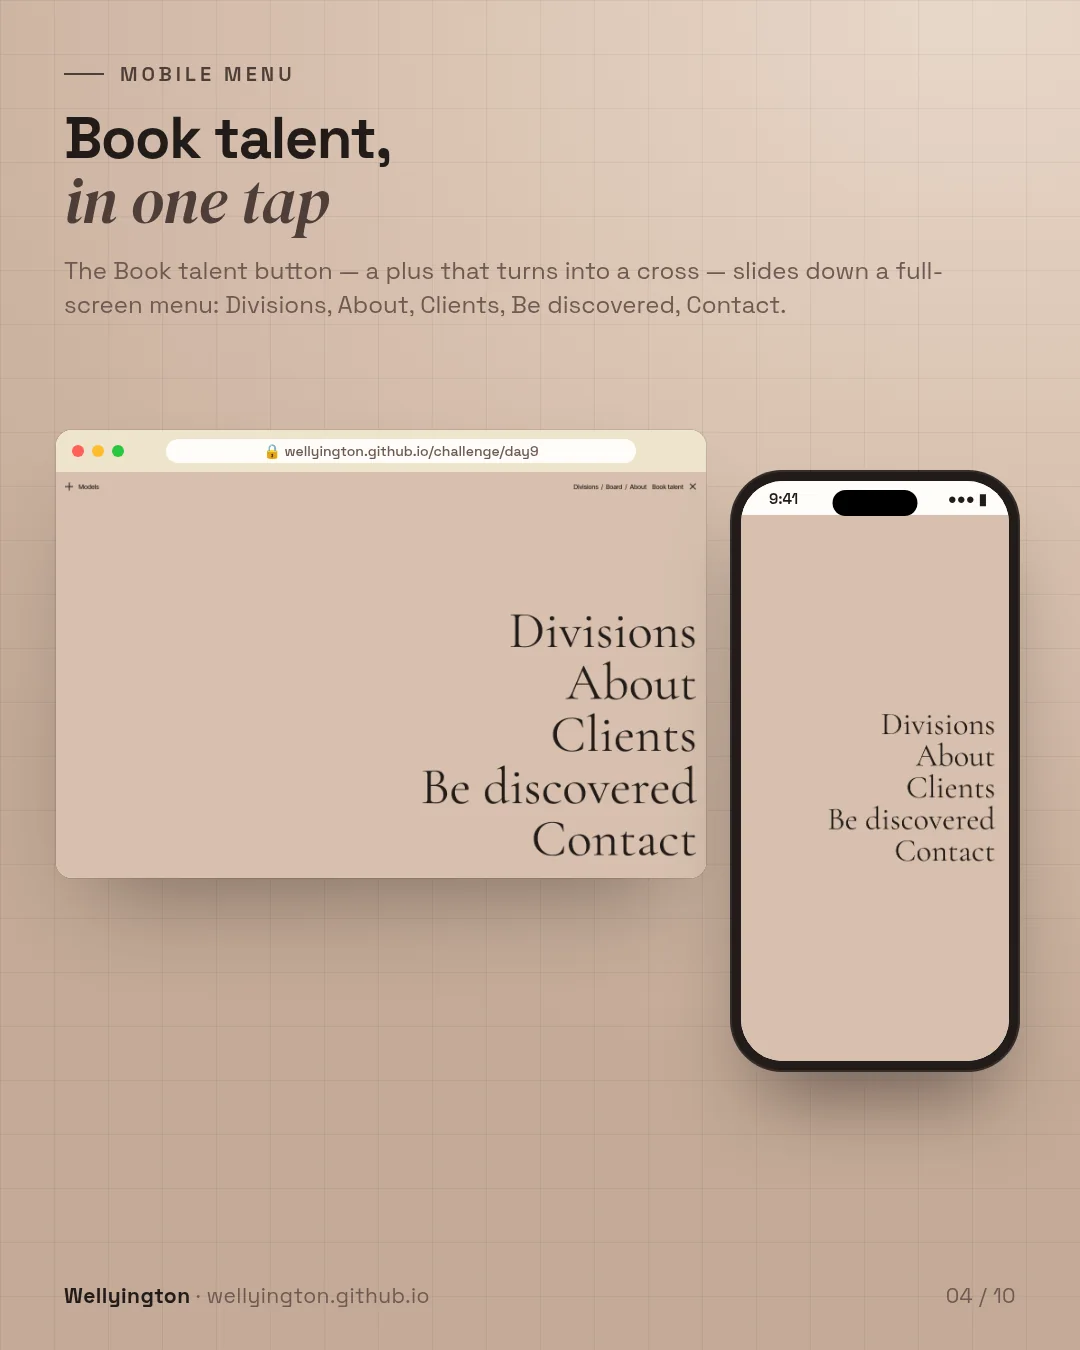 MOBILE MENU
Book talent,
in one tap
The Book talent button — a plus that turns into a cross — slides down a full-
screen menu: Divisions, About, Clients, Be discovered, Contact.
wellyington.github.io/challenge/day9
Models
Divisions / Board / About Book talent
Divisions
About
Clients
Be discovered
Contact
9:41
Divisions
About
Clients
Be discovered
Contact
Wellyington · wellyington.github.io
04 / 10